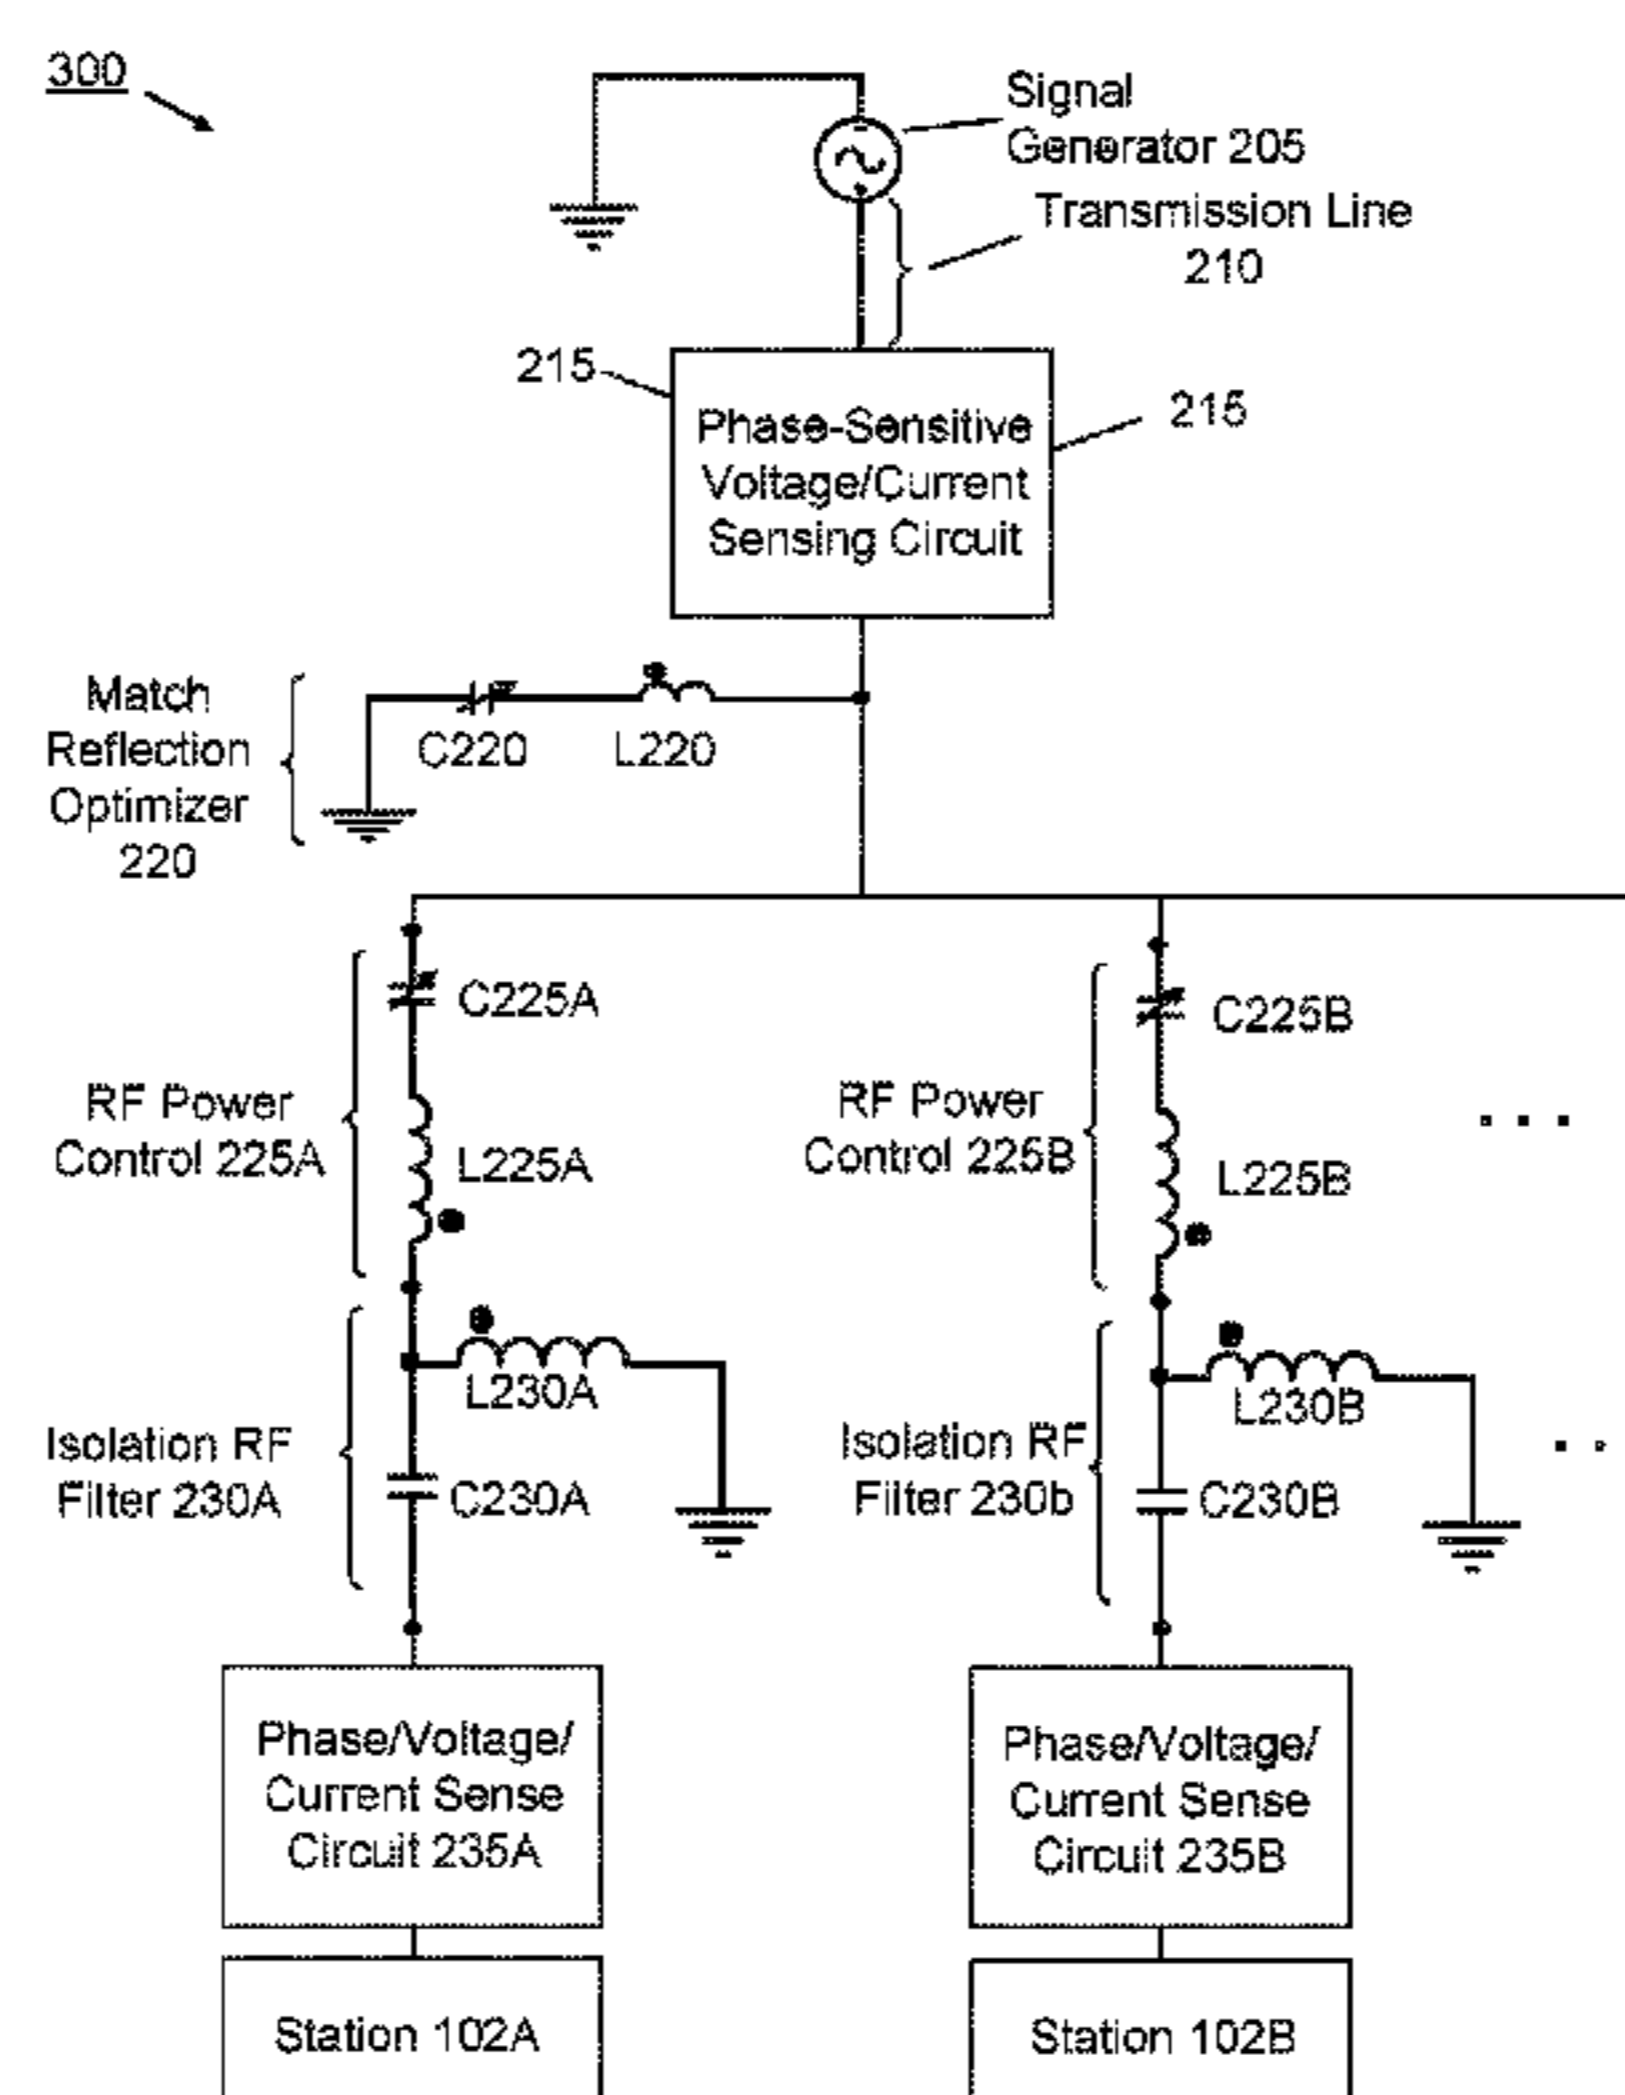 300
Signal
Generator 205
Transmission Line
210
215
215
Phase-Sensitive
Voltage/Current
Sensing Circuit
Match
Reflection
Optimizer
220
C220
L220
C225A
C225B
RF Power
Control 225A
L225A
RF Power
Control 225B
L225B
. . .
L230A
L230B
Isolation RF
Filter 230A
C230A
Isolation RF
Filter 230b
C230B
. .
Phase/Voltage/
Current Sense
Circuit 235A
Phase/Voltage/
Current Sense
Circuit 235B
Station 102A
Station 102B